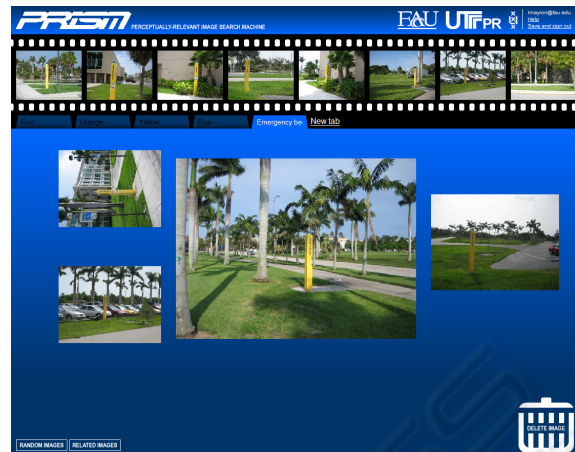 PRISM PERCEPTUALLY-RELEVANT IMAGE SEARCH MACHINE
FAU UTFPR
lmayron@fau.edu
Help
Save and sign out
Red Orange Yellow Blue Emergency be New tab
DELETE IMAGE
RANDOM IMAGES RELATED IMAGES